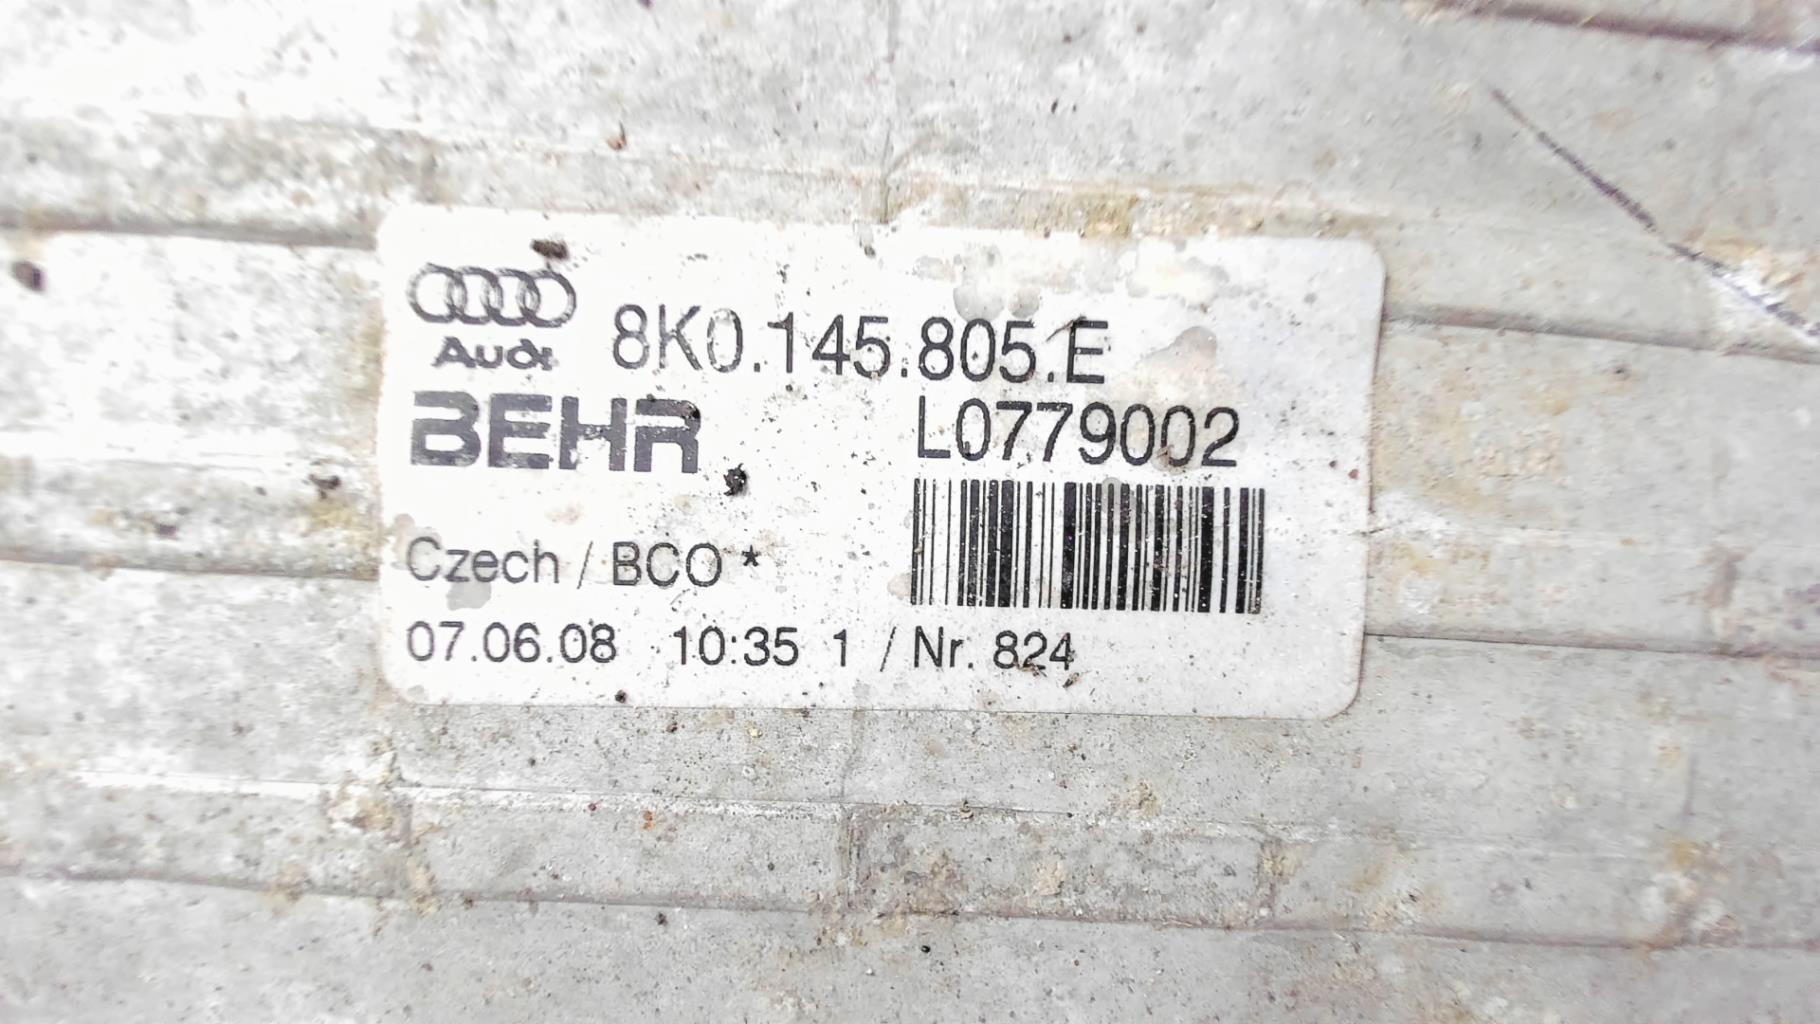 8K0.145.805.E
Audi
BEHR L0779002
Czech / BCO *
07.06.08 10:35 1 / Nr. 824